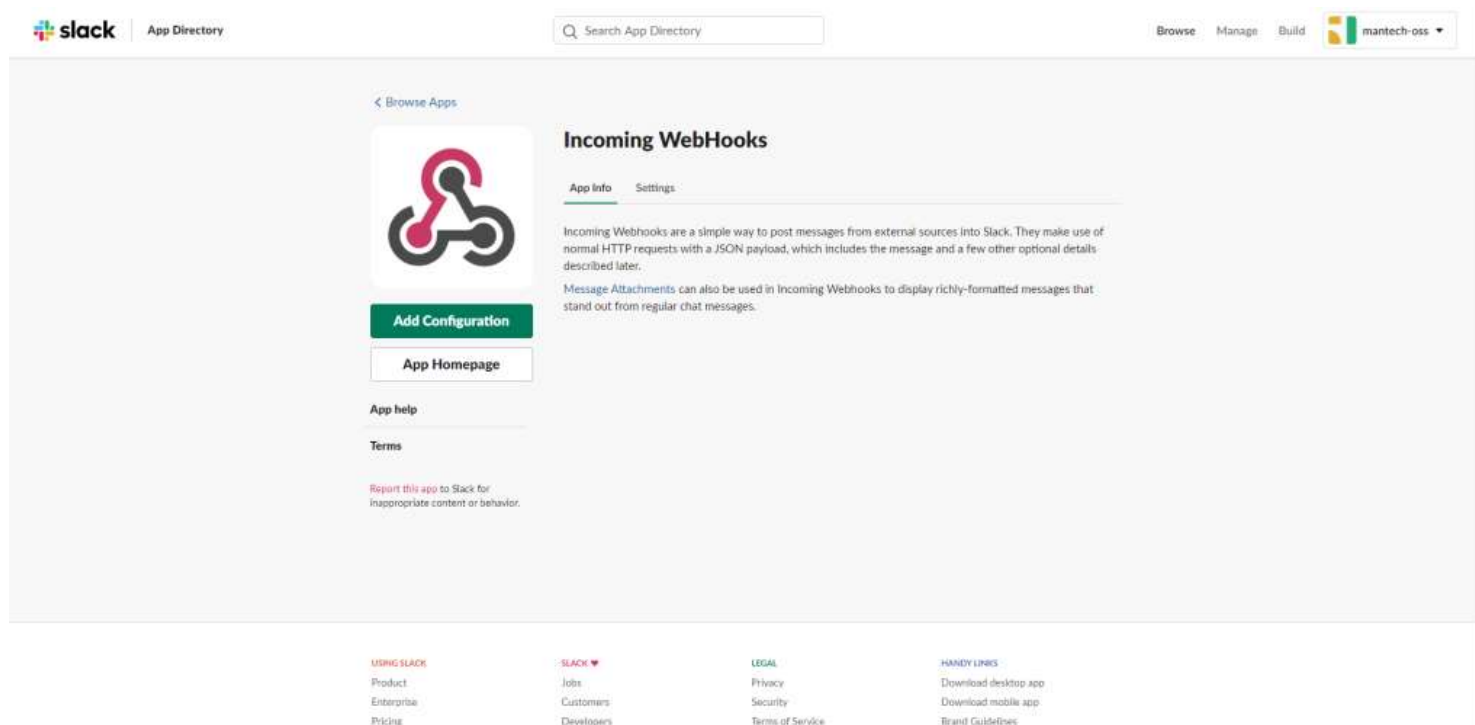 slack
App Directory
Search App Directory
Browse
Manage
Build
mantech-oss
Browse Apps
Incoming WebHooks
App Info
Settings
Incoming Webhooks are a simple way to post messages from external sources into Slack. They make use of
normal HTTP requests with a JSON payload, which includes the message and a few other optional details
described later.
Message Attachments can also be used in Incoming Webhooks to display richly-formatted messages that
stand out from regular chat messages.
Add Configuration
App Homepage
App help
Terms
Report this app to Slack for
inappropriate content or behavior.
USING SLACK
Product
Enterprise
Pricing
SLACK ♥
Jobs
Customers
Developers
LEGAL
Privacy
Security
Terms of Service
HANDY LINKS
Download desktop app
Download mobile app
Brand Guidelines